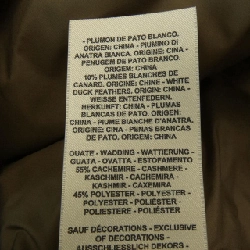 - PLUMON DE PATO BLANCO.
ORIGEN: CHINA - PIUMINO DI
ANATRA BIANCA. ORIGINE: CINA -
PENUGEM DE PATO BRANCO.
ORIGEM: CHINA
10% PLUMES BLANCHES DE
CANARD. ORIGINE: CHINE - WHITE
DUCK FEATHERS. ORIGIN: CHINA -
WEISSE ENTENFEDERN.
HERKUNFT: CHINA - PLUMAS
BLANCAS DE PATO. ORIGEN:
CHINA - PIUME BIANCHE D'ANATRA.
ORIGINE: CINA - PENAS BRANCAS
DE PATO. ORIGEM: CHINA
OUATE - WADDING - WATTIERUNG -
GUATA - OVATTA - ESTOFAMENTO
55% CACHEMIRE - CASHMERE -
KASCHMIR - CACHEMIRA -
CASHEMIRE - CAXEMIRA
45% POLYESTER - POLYESTER -
POLYESTER - POLIESTER -
POLIESTERE - POLIÉSTER
SAUF DÉCORATIONS - EXCLUSIVE
OF DECORATIONS -
AUSSCHLIESSLICH DEKORS -